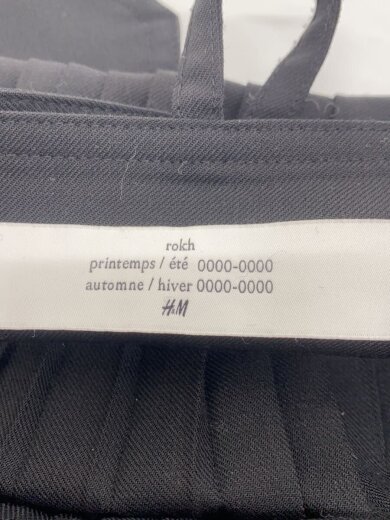 rokh
printemps / été 0000-0000
automne / hiver 0000-0000
H&M